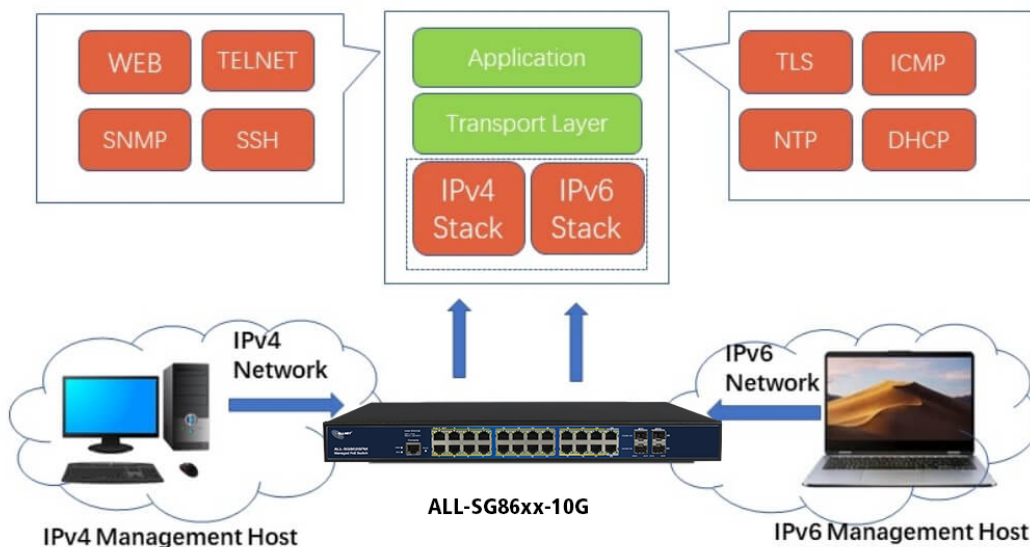 WEB
TELNET
SNMP
SSH
Application
Transport Layer
IPv4
Stack
IPv6
Stack
TLS
ICMP
NTP
DHCP
IPv4
Network
IPv6
Network
ALL-SG86xx-10G
IPv4 Management Host
IPv6 Management Host